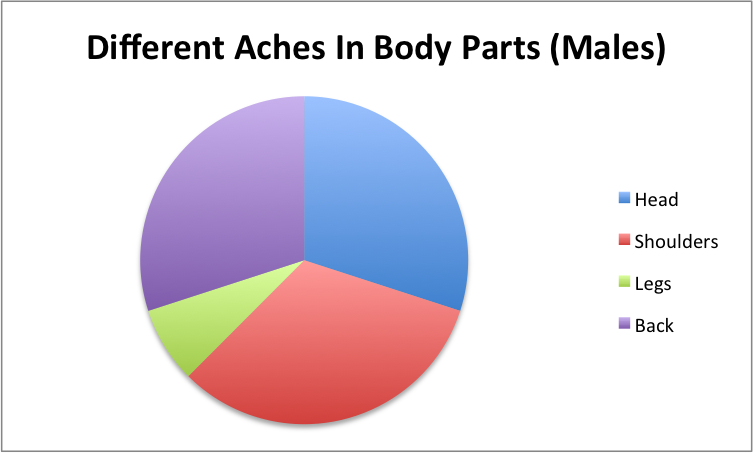 Different Aches In Body Parts (Males)
Head
Shoulders
Legs
Back